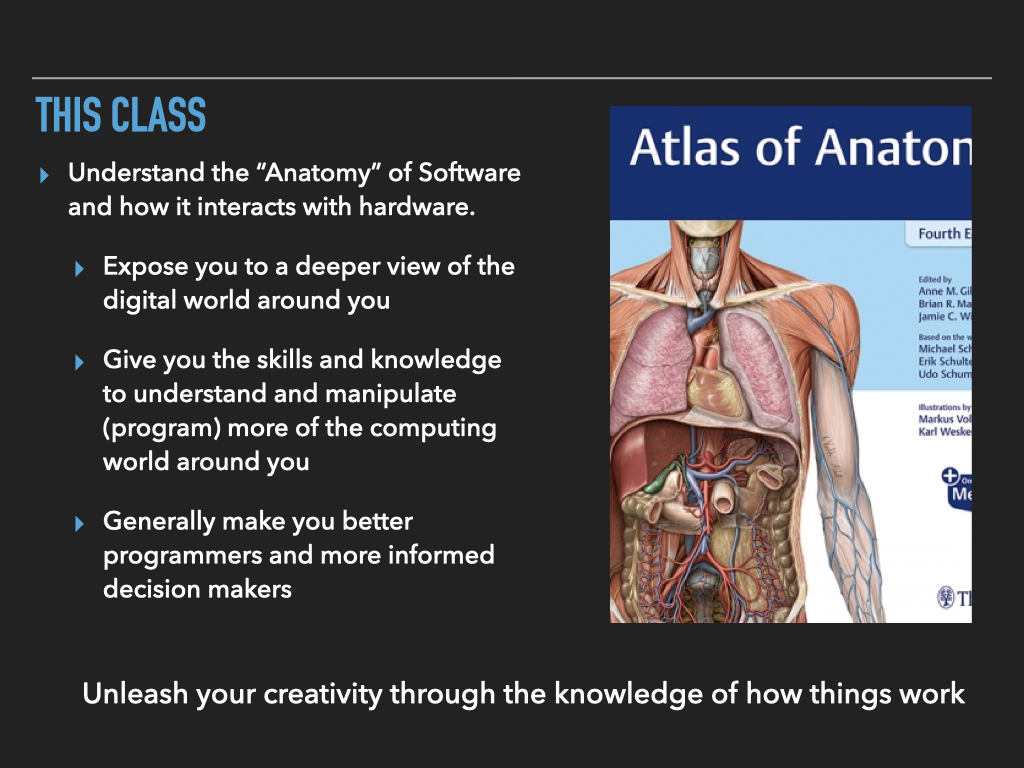 THIS CLASS
Understand the “Anatomy” of Software
and how it interacts with hardware.
Expose you to a deeper view of the
digital world around you
Give you the skills and knowledge
to understand and manipulate
(program) more of the computing
world around you
Generally make you better
programmers and more informed
decision makers
Atlas of Anaton
Fourth E
Edited by
Anne M. Gil
Brian R. Ma
Jamie C. W
Based on the w
Michael Sch
Erik Schulte
Udo Schum
Illustrations by
Markus Vol
Karl Weske
On
Me
Th
Unleash your creativity through the knowledge of how things work